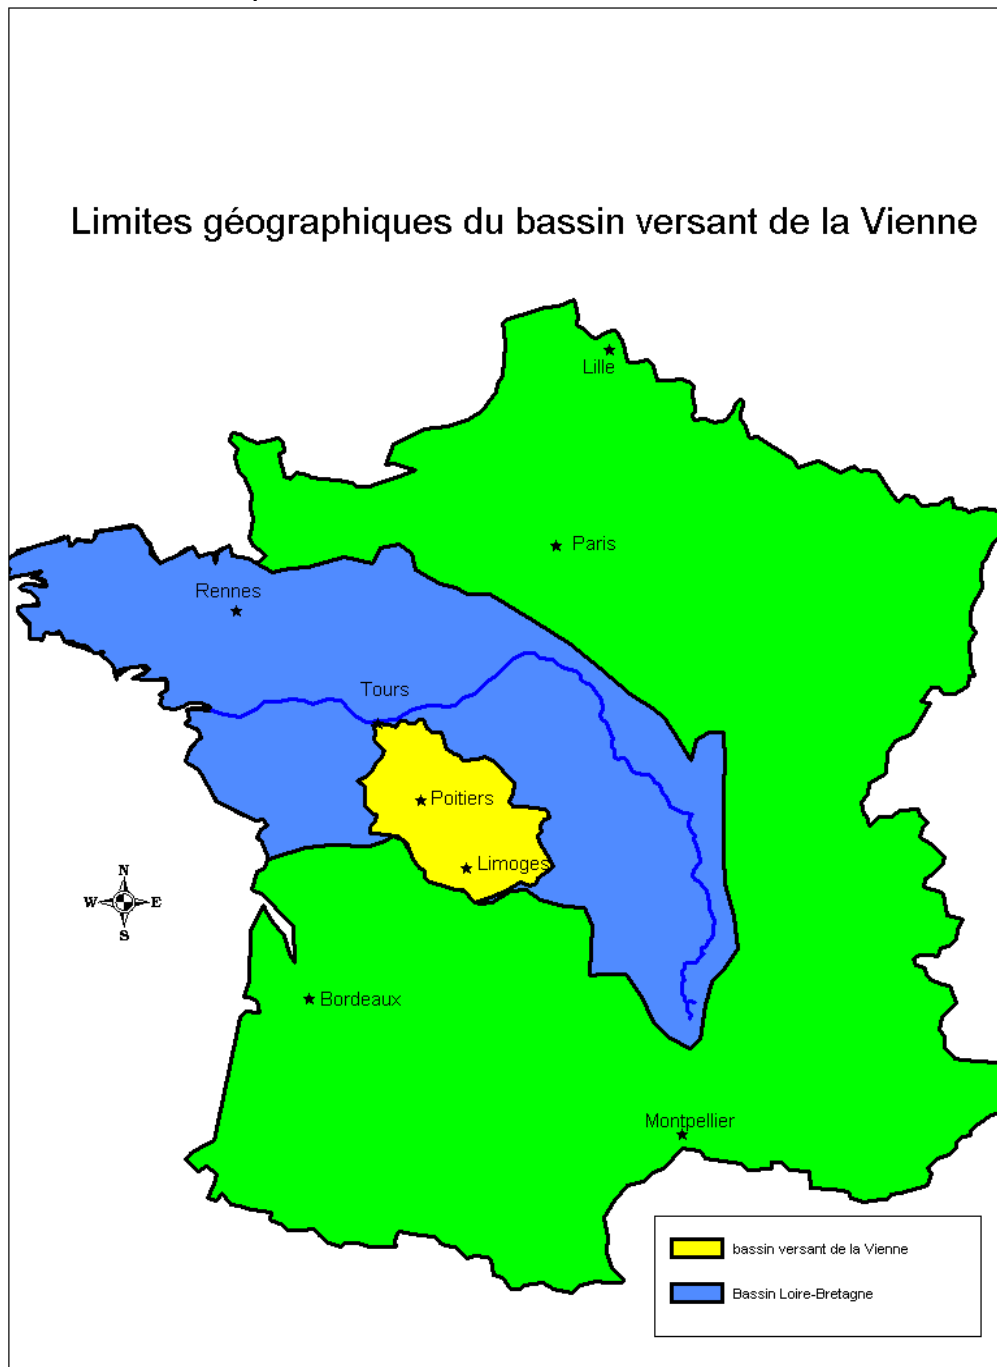 Limites géographiques du bassin versant de la Vienne
Lille
Paris
Rennes
Tours
Poitiers
Limoges
N
W E
S
Bordeaux
Montpellier
bassin versant de la Vienne
Bassin Loire-Bretagne